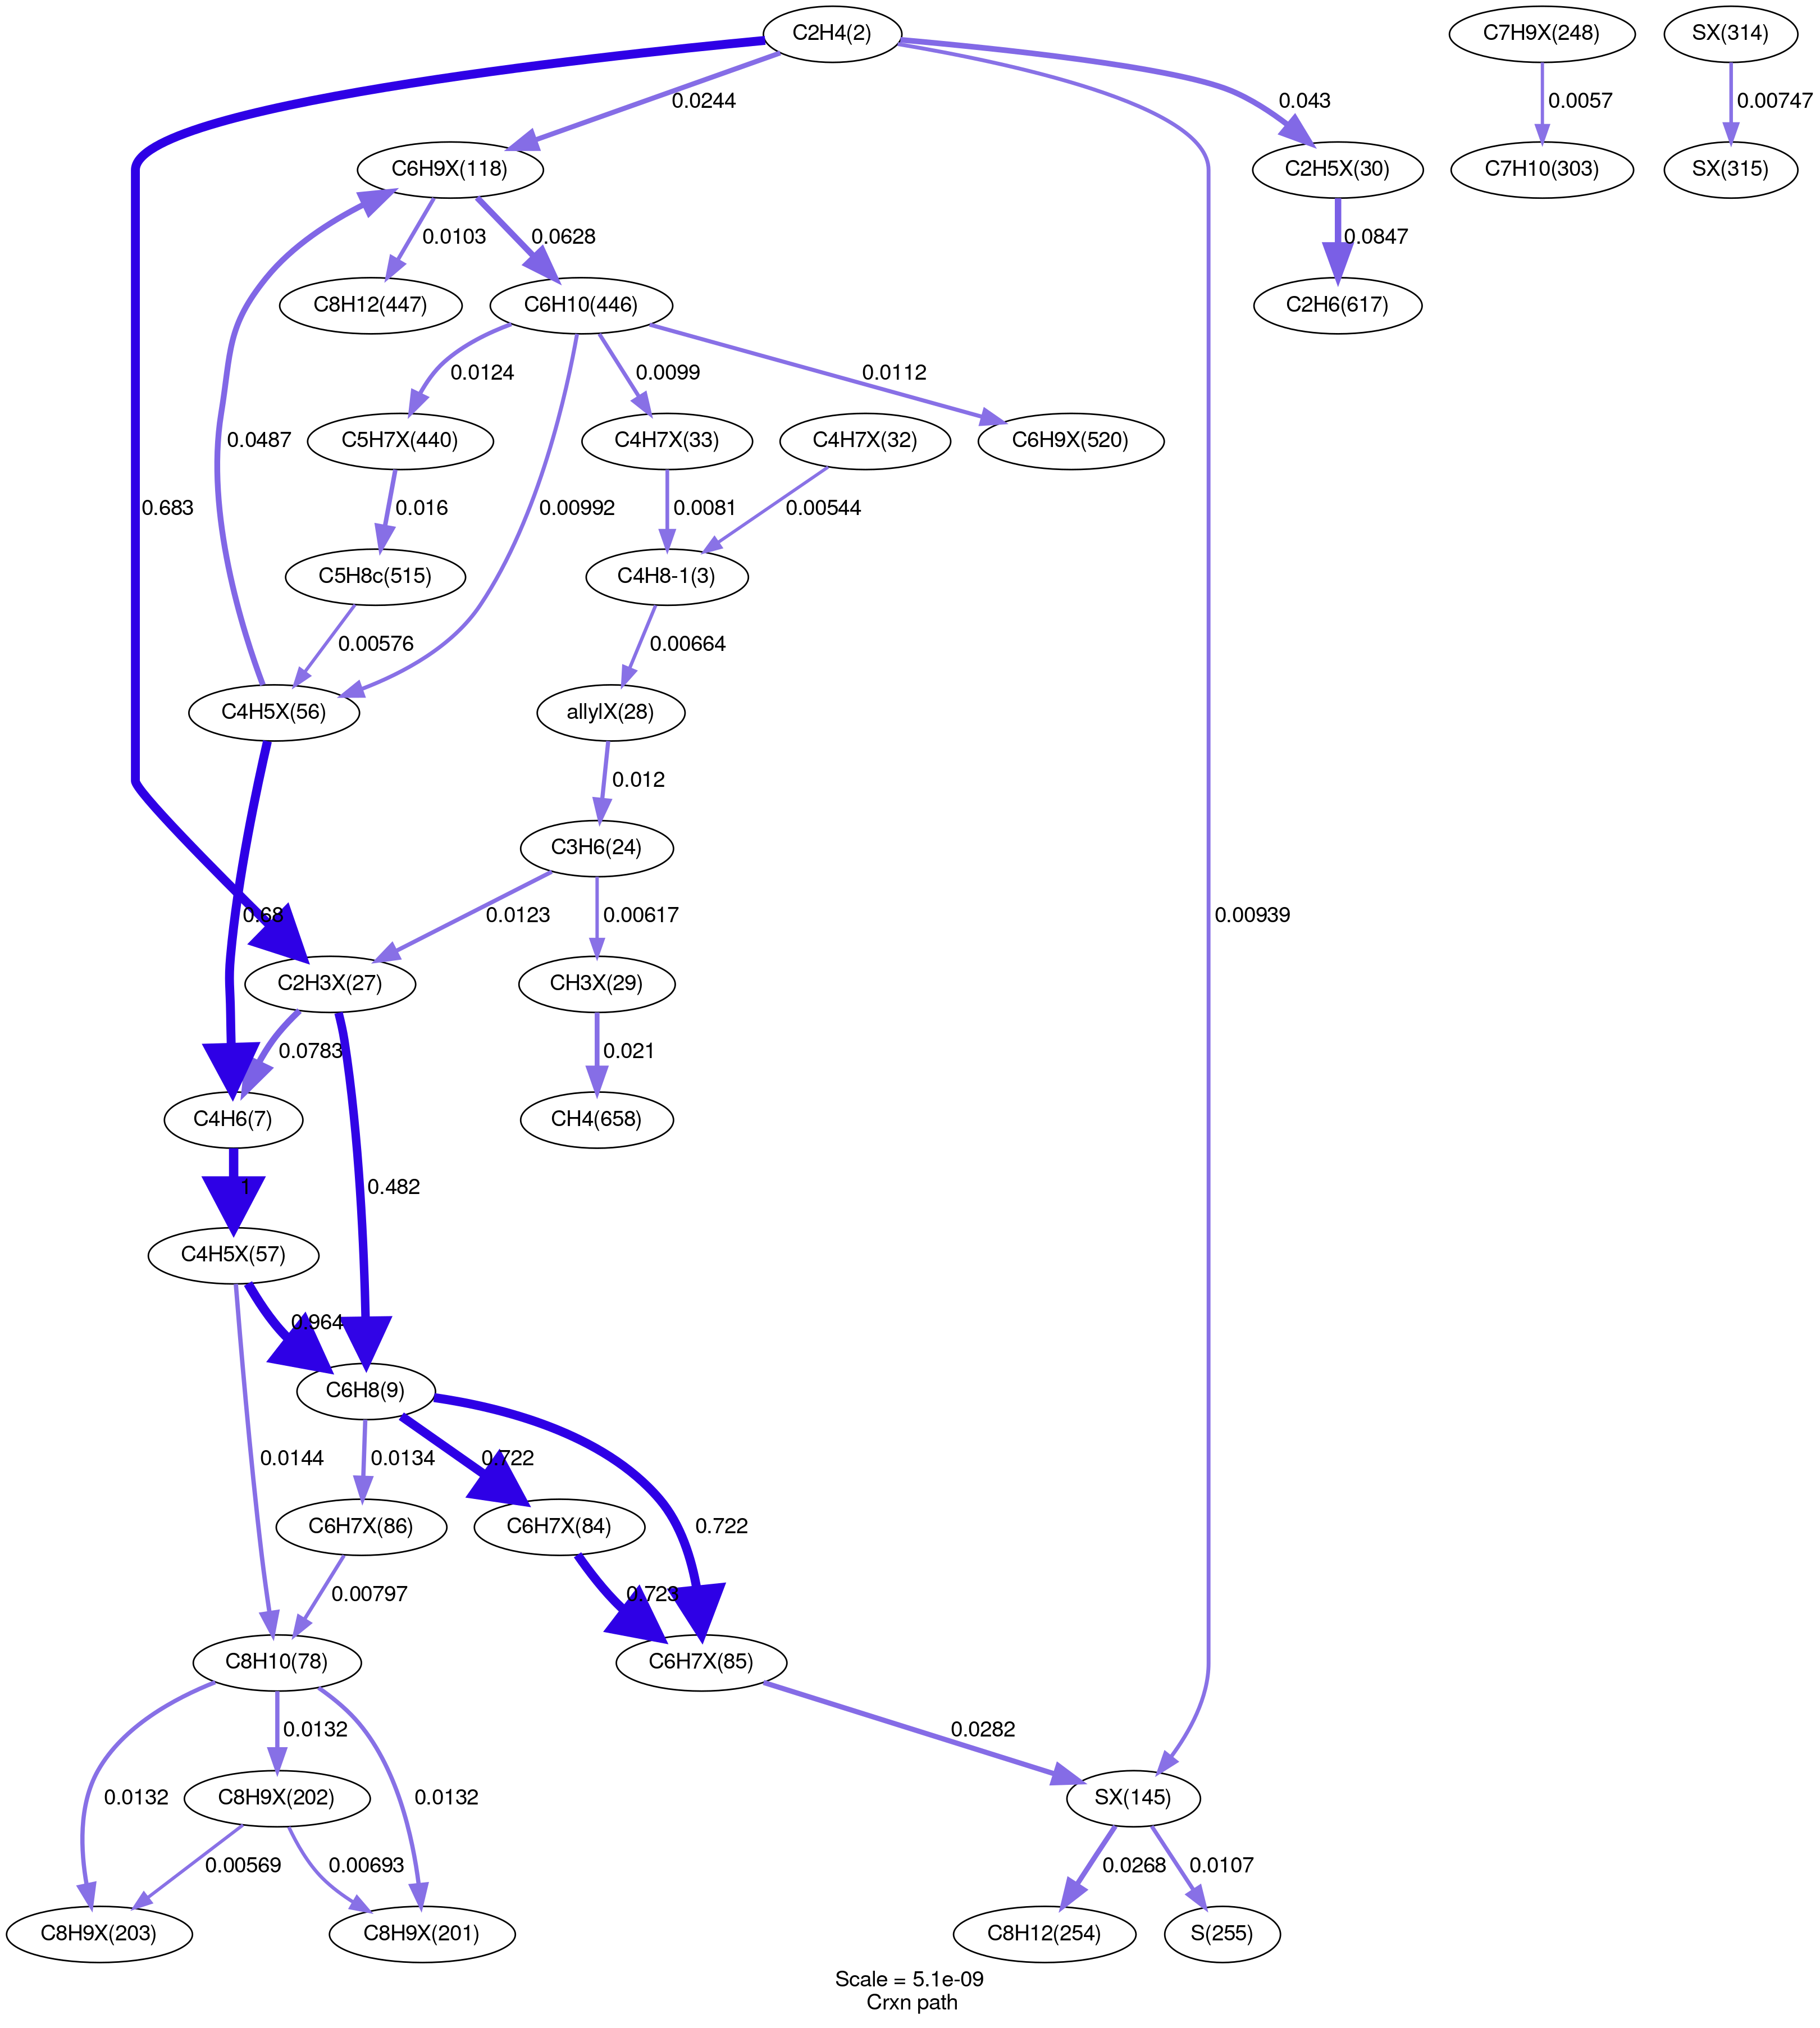 C2H4(2)
C7H9X(248)
SX(314)
0.0244
0.043
0.0057
0.00747
C6H9X(118)
C2H5X(30)
C7H10(303)
SX(315)
0.0103
0.0628
0.0847
C8H12(447)
C6H10(446)
C2H6(617)
0.0124
0.0099
0.0112
0.0487
C5H7X(440)
C4H7X(33)
C4H7X(32)
C6H9X(520)
0.683
0.016
0.00992
0.0081
0.00544
C5H8c(515)
C4H8-1(3)
0.00576
0.00664
C4H5X(56)
allylX(28)
0.012
C3H6(24)
0.68
0.0123
0.00617
0.00939
C2H3X(27)
CH3X(29)
0.0783
0.021
C4H6(7)
CH4(658)
1
0.482
C4H5X(57)
0.964
C6H8(9)
0.0144
0.0134
0.722
0.722
C6H7X(86)
C6H7X(84)
0.00797
0.723
C8H10(78)
C6H7X(85)
0.0132
0.0282
0.0132
0.0132
C8H9X(202)
SX(145)
0.00569
0.00693
0.0268
0.0107
C8H9X(203)
C8H9X(201)
C8H12(254)
S(255)
Scale = 5.1e-09
Crxn path